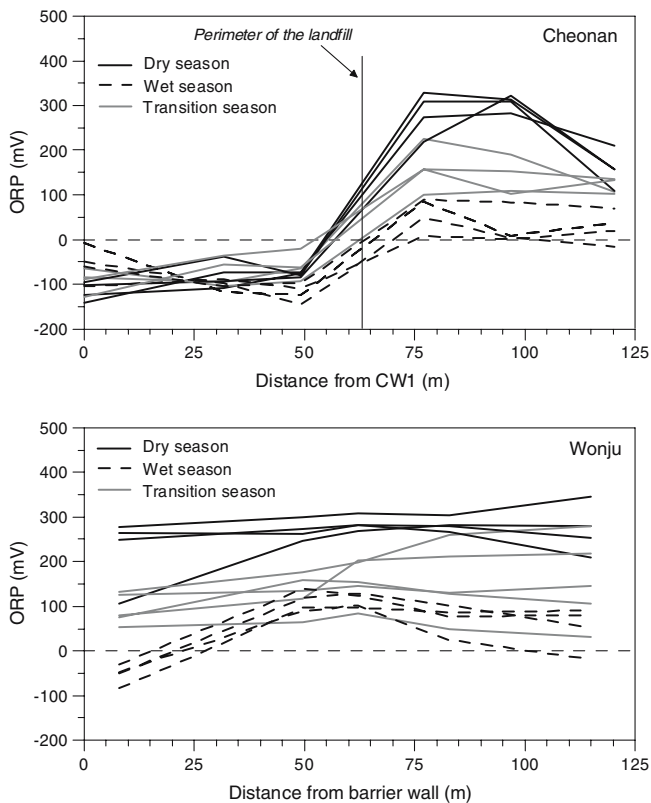 500
Perimeter of the landfill
Cheonan
400
Dry season
Wet season
300
Transition season
200
ORP (mV)
100
0
-100
-200
0 25 50 75 100 125
Distance from CW1 (m)
500
Dry season
Wonju
400
Wet season
Transition season
300
200
ORP (mV)
100
0
-100
-200
0 25 50 75 100 125
Distance from barrier wall (m)